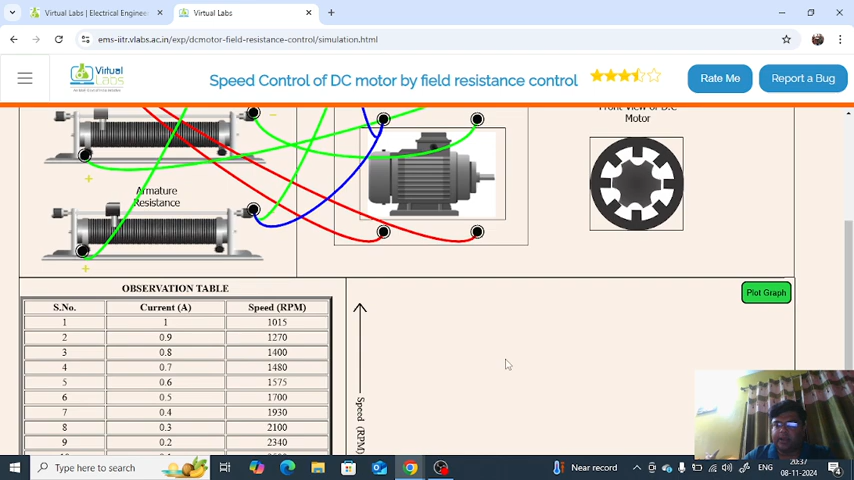 Virtual Labs | Electrical Enginee
Virtual Labs
ems-iitr.vlabs.ac.in/exp/dcmotor-field-resistance-control/simulation.html
Virtual Labs
Speed Control of DC motor by field resistance control
Rate Me
Report a Bug
Front View of D.C
Motor
Armature
Resistance
OBSERVATION TABLE
S.No. Current (A) Speed (RPM)
1 1 1015
2 0.9 1270
3 0.8 1400
4 0.7 1480
5 0.6 1575
6 0.5 1700
7 0.4 1930
8 0.3 2100
9 0.2 2340
Plot Graph
Speed (RPM)
Type here to search
Near record
ENG
20:37
08-11-2024
4